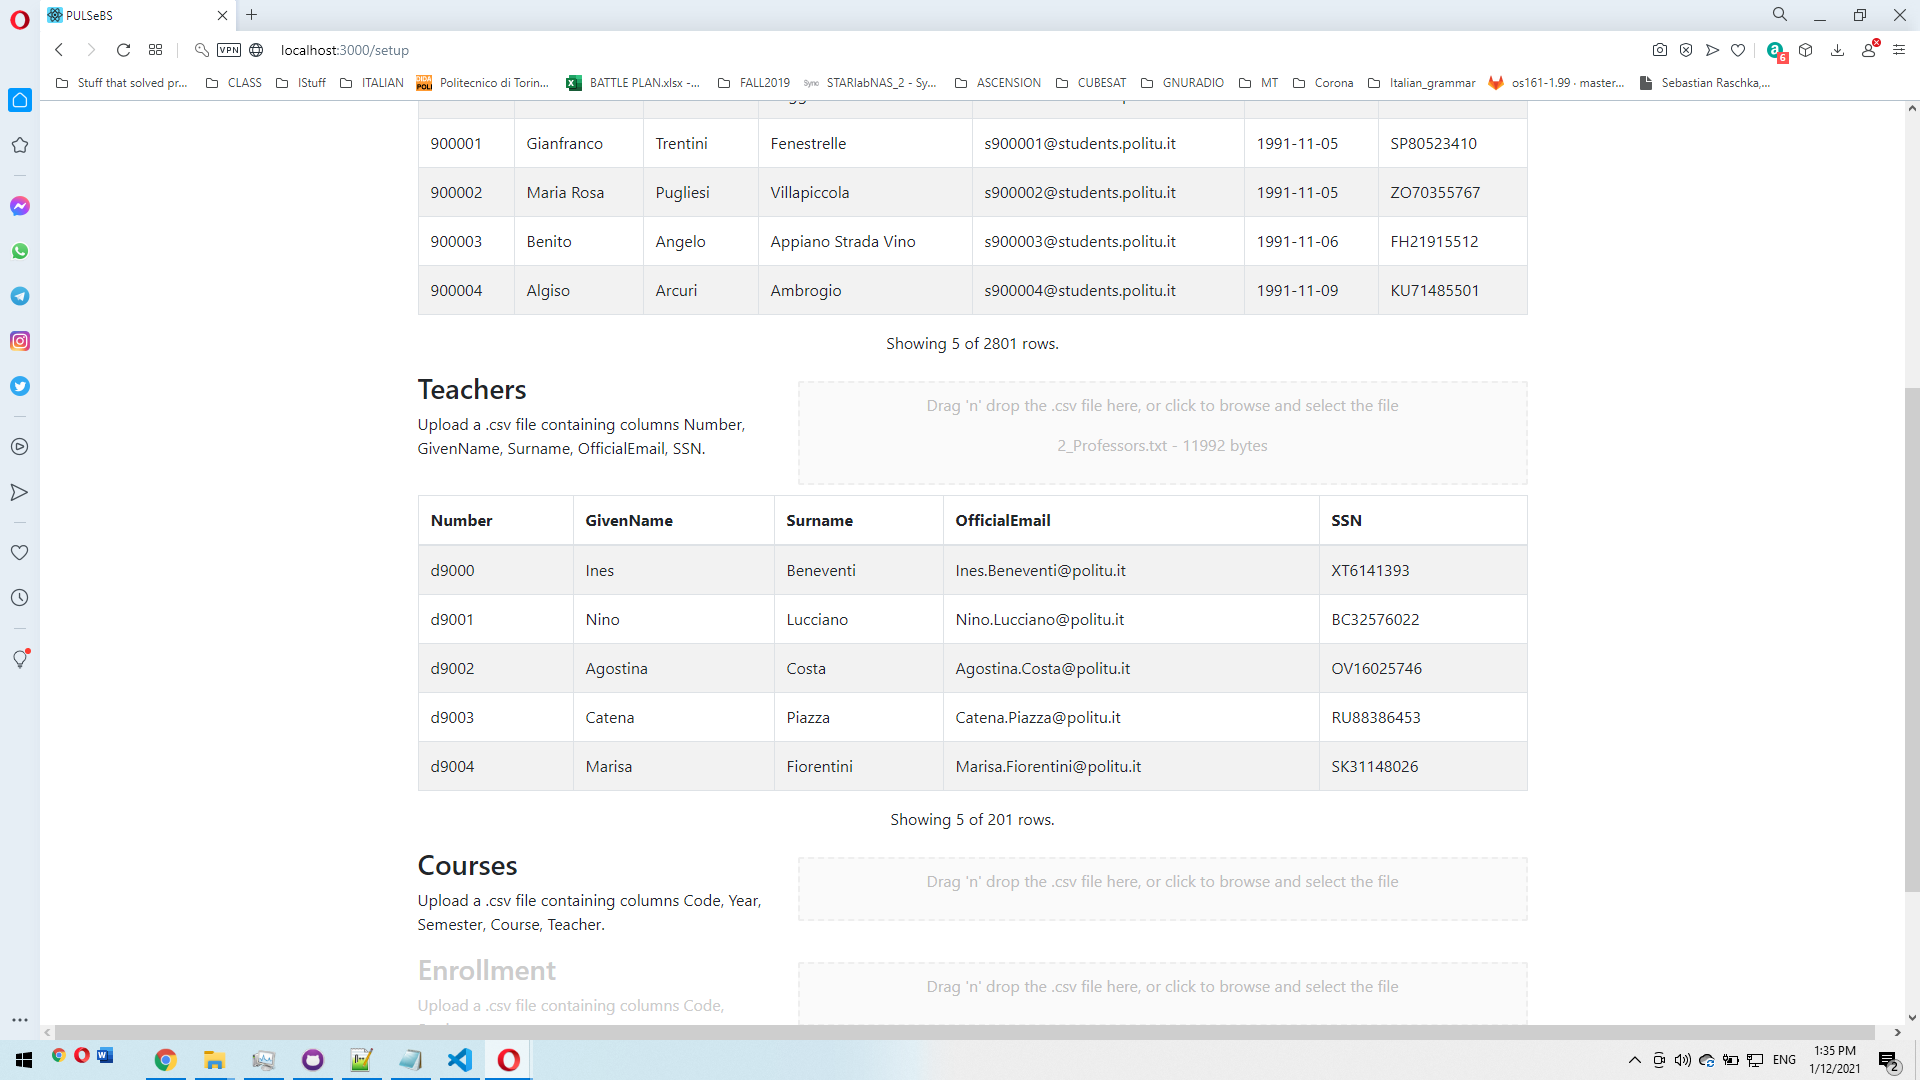 PULSeBS
VPN
localhost:3000/setup
6
Stuff that solved pr...
CLASS
IStuff
ITALIAN
DIDA POLI
Politecnico di Torin...
BATTLE PLAN.xlsx -...
FALL2019
Sync
STARlabNAS_2 - Sy...
ASCENSION
CUBESAT
GNURADIO
MT
Corona
Italian_grammar
os161-1.99 · master...
Sebastian Raschka,...
900001 Gianfranco Trentini Fenestrelle s900001@students.politu.it 1991-11-05 SP80523410
900002 Maria Rosa Pugliesi Villapiccola s900002@students.politu.it 1991-11-05 ZO70355767
900003 Benito Angelo Appiano Strada Vino s900003@students.politu.it 1991-11-06 FH21915512
900004 Algiso Arcuri Ambrogio s900004@students.politu.it 1991-11-09 KU71485501
Showing 5 of 2801 rows.
Teachers
Upload a .csv file containing columns Number,
GivenName, Surname, OfficialEmail, SSN.
Drag 'n' drop the .csv file here, or click to browse and select the file
2_Professors.txt - 11992 bytes
Number GivenName Surname OfficialEmail SSN
d9000 Ines Beneventi Ines.Beneventi@politu.it XT6141393
d9001 Nino Lucciano Nino.Lucciano@politu.it BC32576022
d9002 Agostina Costa Agostina.Costa@politu.it OV16025746
d9003 Catena Piazza Catena.Piazza@politu.it RU88386453
d9004 Marisa Fiorentini Marisa.Fiorentini@politu.it SK31148026
Showing 5 of 201 rows.
Courses
Upload a .csv file containing columns Code, Year,
Semester, Course, Teacher.
Drag 'n' drop the .csv file here, or click to browse and select the file
Enrollment
Upload a .csv file containing columns Code,
Drag 'n' drop the .csv file here, or click to browse and select the file
ENG
1:35 PM
1/12/2021
2